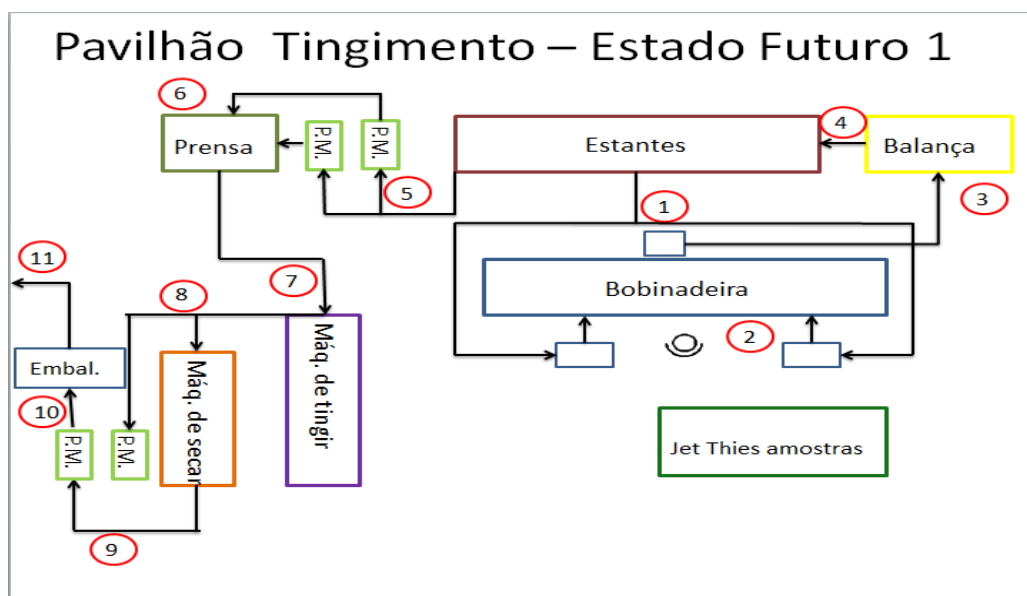 Pavilhão Tingimento – Estado Futuro 1
6
Prensa
P.M.
P.M.
5
Estantes
4
Balança
3
1
Bobinadeira
2
11
8
7
Embal.
10
P.M.
P.M.
Máq. de secar
Máq. de tingir
9
Jet Thies amostras